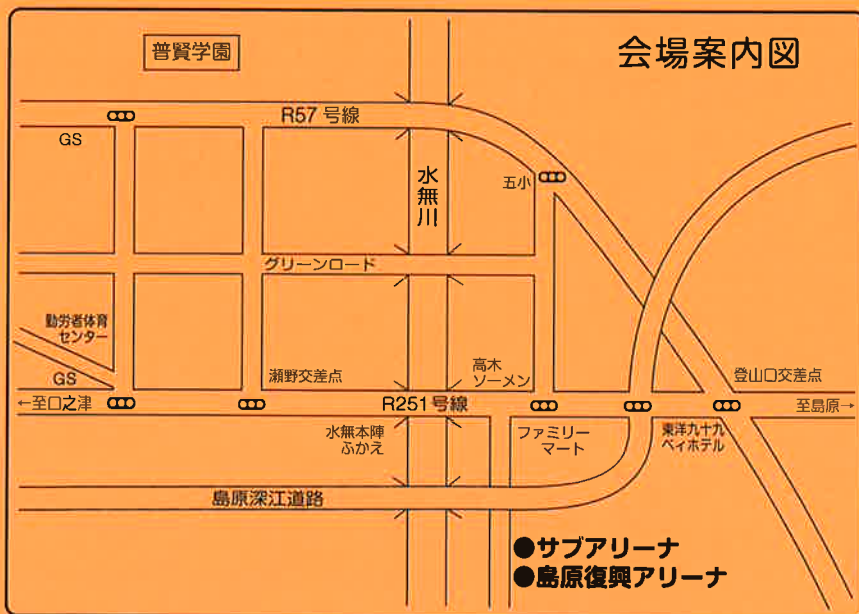 会場案内図
普賢学園
R57 号線
GS
水無川
五小
グリーンロード
勤労者体育
センター
GS
瀬野交差点
高木
ソーメン
登山口交差点
←至口之津
R251 号線
至島原→
水無本陣
ふかえ
ファミリー
マート
東洋九十九
ベイホテル
島原深江道路
●サブアリーナ
●島原復興アリーナ